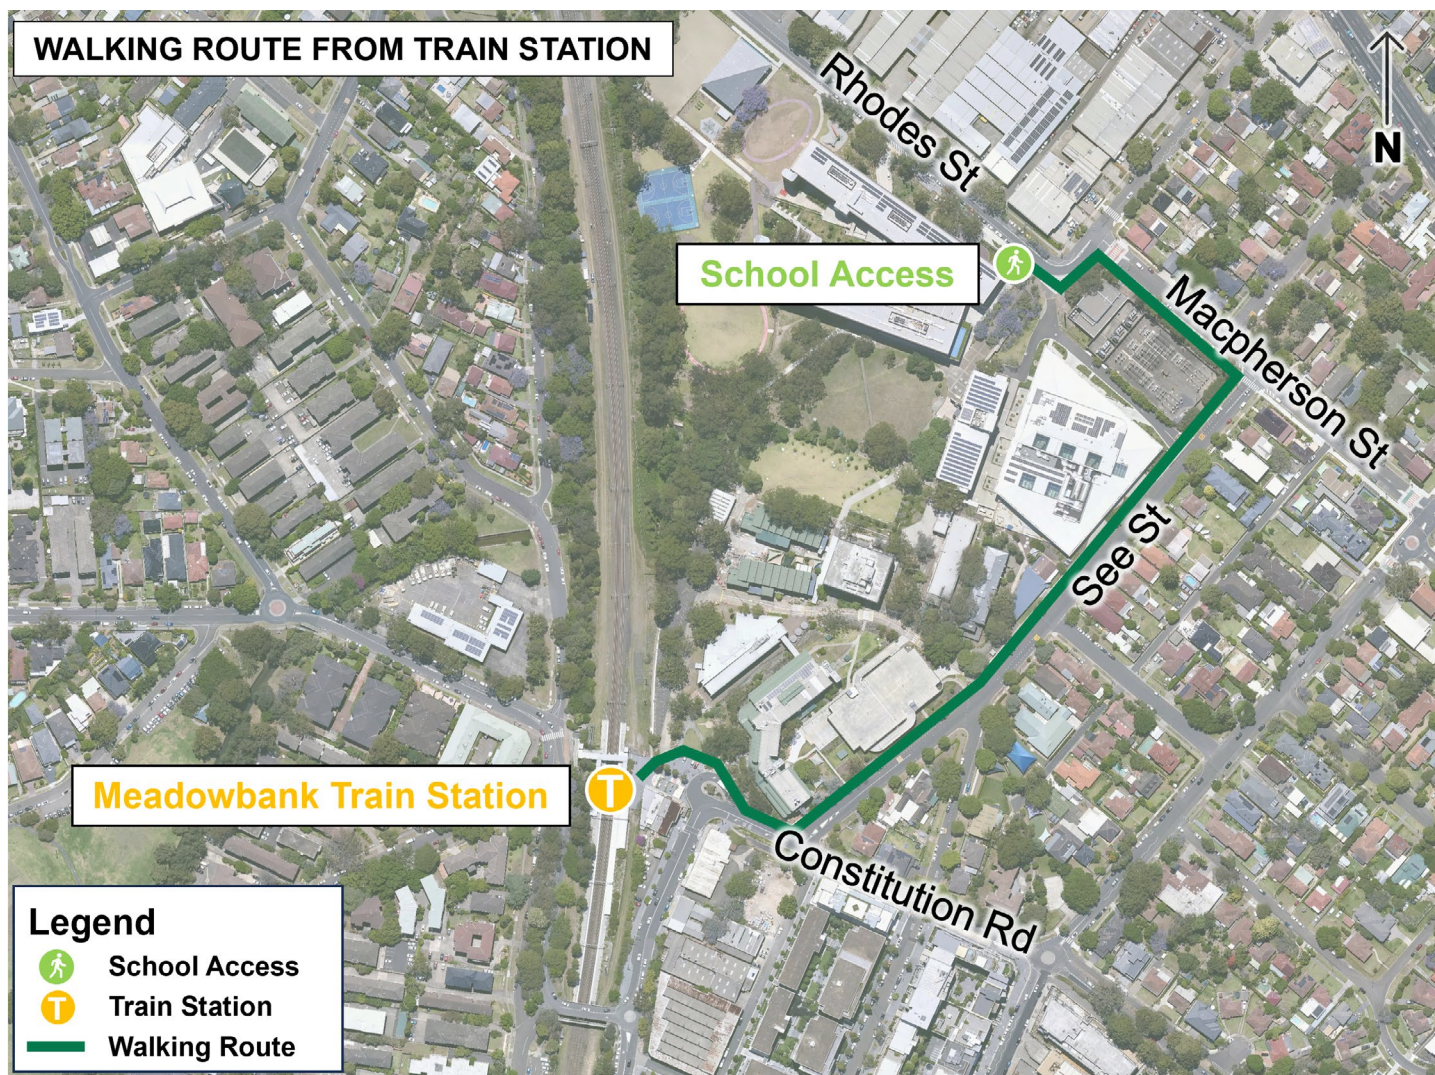 WALKING ROUTE FROM TRAIN STATION
Rhodes St
N
School Access
Macpherson St
See St
Meadowbank Train Station
T
Constitution Rd
Legend
School Access
T Train Station
Walking Route